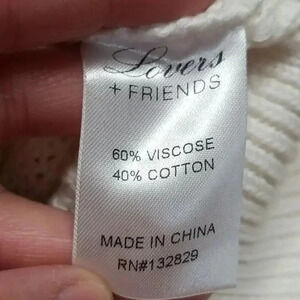 Lovers
+ FRIENDS
60% VISCOSE
40% COTTON
MADE IN CHINA
RN#132829